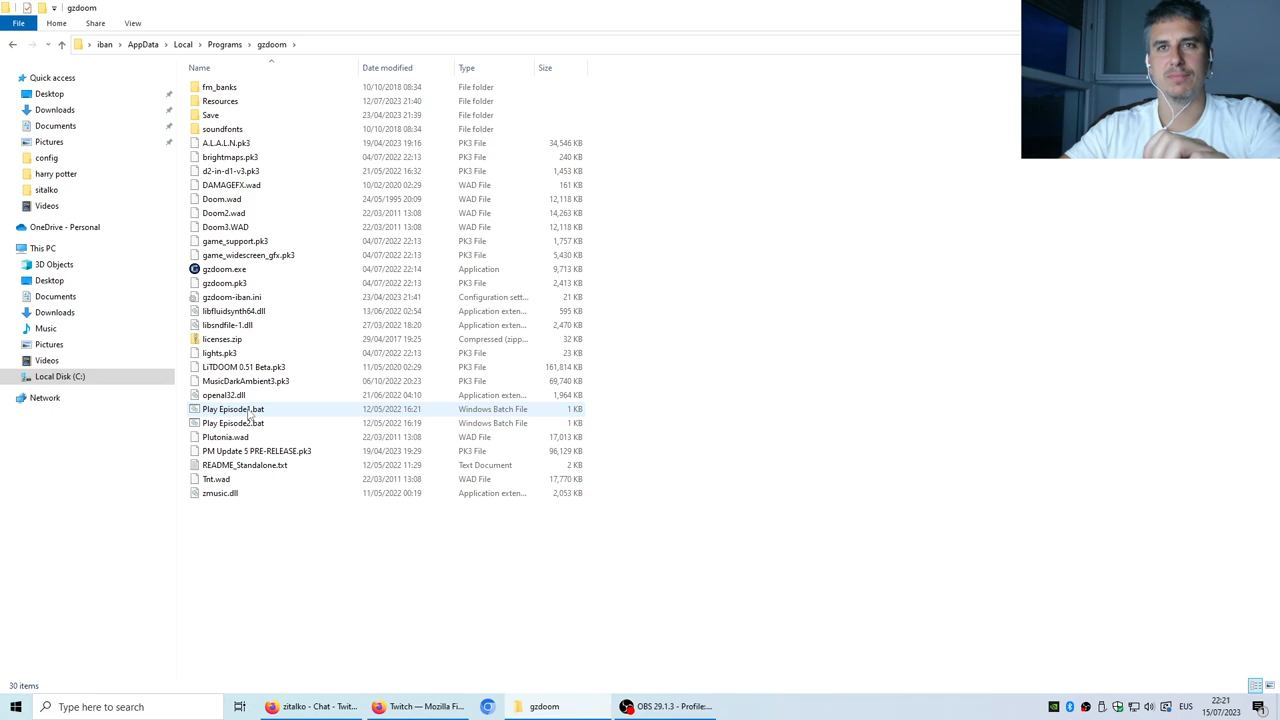 gzdoom
File Home Share View
iban AppData Local Programs gzdoom
Name Date modified Type Size
Quick access
Desktop
Downloads
Documents
Pictures
config
harry potter
sitalko
Videos
OneDrive - Personal
This PC
3D Objects
Desktop
Documents
Downloads
Music
Pictures
Videos
Local Disk (C:)
Network
fm_banks 10/10/2018 08:34 File folder
Resources 12/07/2023 21:40 File folder
Save 23/04/2023 21:39 File folder
soundfonts 10/10/2018 08:34 File folder
A.L.A.L.N.pk3 19/04/2023 19:16 PK3 File 34,546 KB
brightmaps.pk3 04/07/2022 22:13 PK3 File 240 KB
d2-in-d1-v3.pk3 21/05/2022 16:32 PK3 File 1,453 KB
DAMAGEFX.wad 10/02/2020 02:29 WAD File 161 KB
Doom.wad 24/05/1995 20:09 WAD File 12,118 KB
Doom2.wad 22/03/2011 13:08 WAD File 14,263 KB
Doom3.WAD 22/03/2011 13:08 WAD File 12,118 KB
game_support.pk3 04/07/2022 22:13 PK3 File 1,757 KB
game_widescreen_gfx.pk3 04/07/2022 22:13 PK3 File 5,430 KB
gzdoom.exe 04/07/2022 22:14 Application 9,713 KB
gzdoom.pk3 04/07/2022 22:13 PK3 File 2,413 KB
gzdoom-iban.ini 23/04/2023 21:41 Configuration sett... 21 KB
libfluidsynth64.dll 13/06/2022 02:54 Application exten... 595 KB
libsndfile-1.dll 27/03/2022 18:20 Application exten... 2,470 KB
licenses.zip 29/04/2017 19:25 Compressed (zipp... 32 KB
lights.pk3 04/07/2022 22:13 PK3 File 23 KB
LiTDOOM 0.51 Beta.pk3 11/05/2020 02:29 PK3 File 161,814 KB
MusicDarkAmbient3.pk3 06/10/2022 20:23 PK3 File 69,740 KB
openal32.dll 21/06/2022 04:10 Application exten... 1,964 KB
Play Episode1.bat 12/05/2022 16:21 Windows Batch File 1 KB
Play Episode2.bat 12/05/2022 16:19 Windows Batch File 1 KB
Plutonia.wad 22/03/2011 13:08 WAD File 17,013 KB
PM Update 5 PRE-RELEASE.pk3 19/04/2023 19:29 PK3 File 96,129 KB
README_Standalone.txt 12/05/2022 11:29 Text Document 2 KB
Tnt.wad 22/03/2011 13:08 WAD File 17,770 KB
zmusic.dll 11/05/2022 00:19 Application exten... 2,053 KB
30 items
Type here to search
zitalko - Chat - Twit...
Twitch — Mozilla Fi...
gzdoom
OBS 29.1.3 - Profile:...
EUS
22:21
15/07/2023